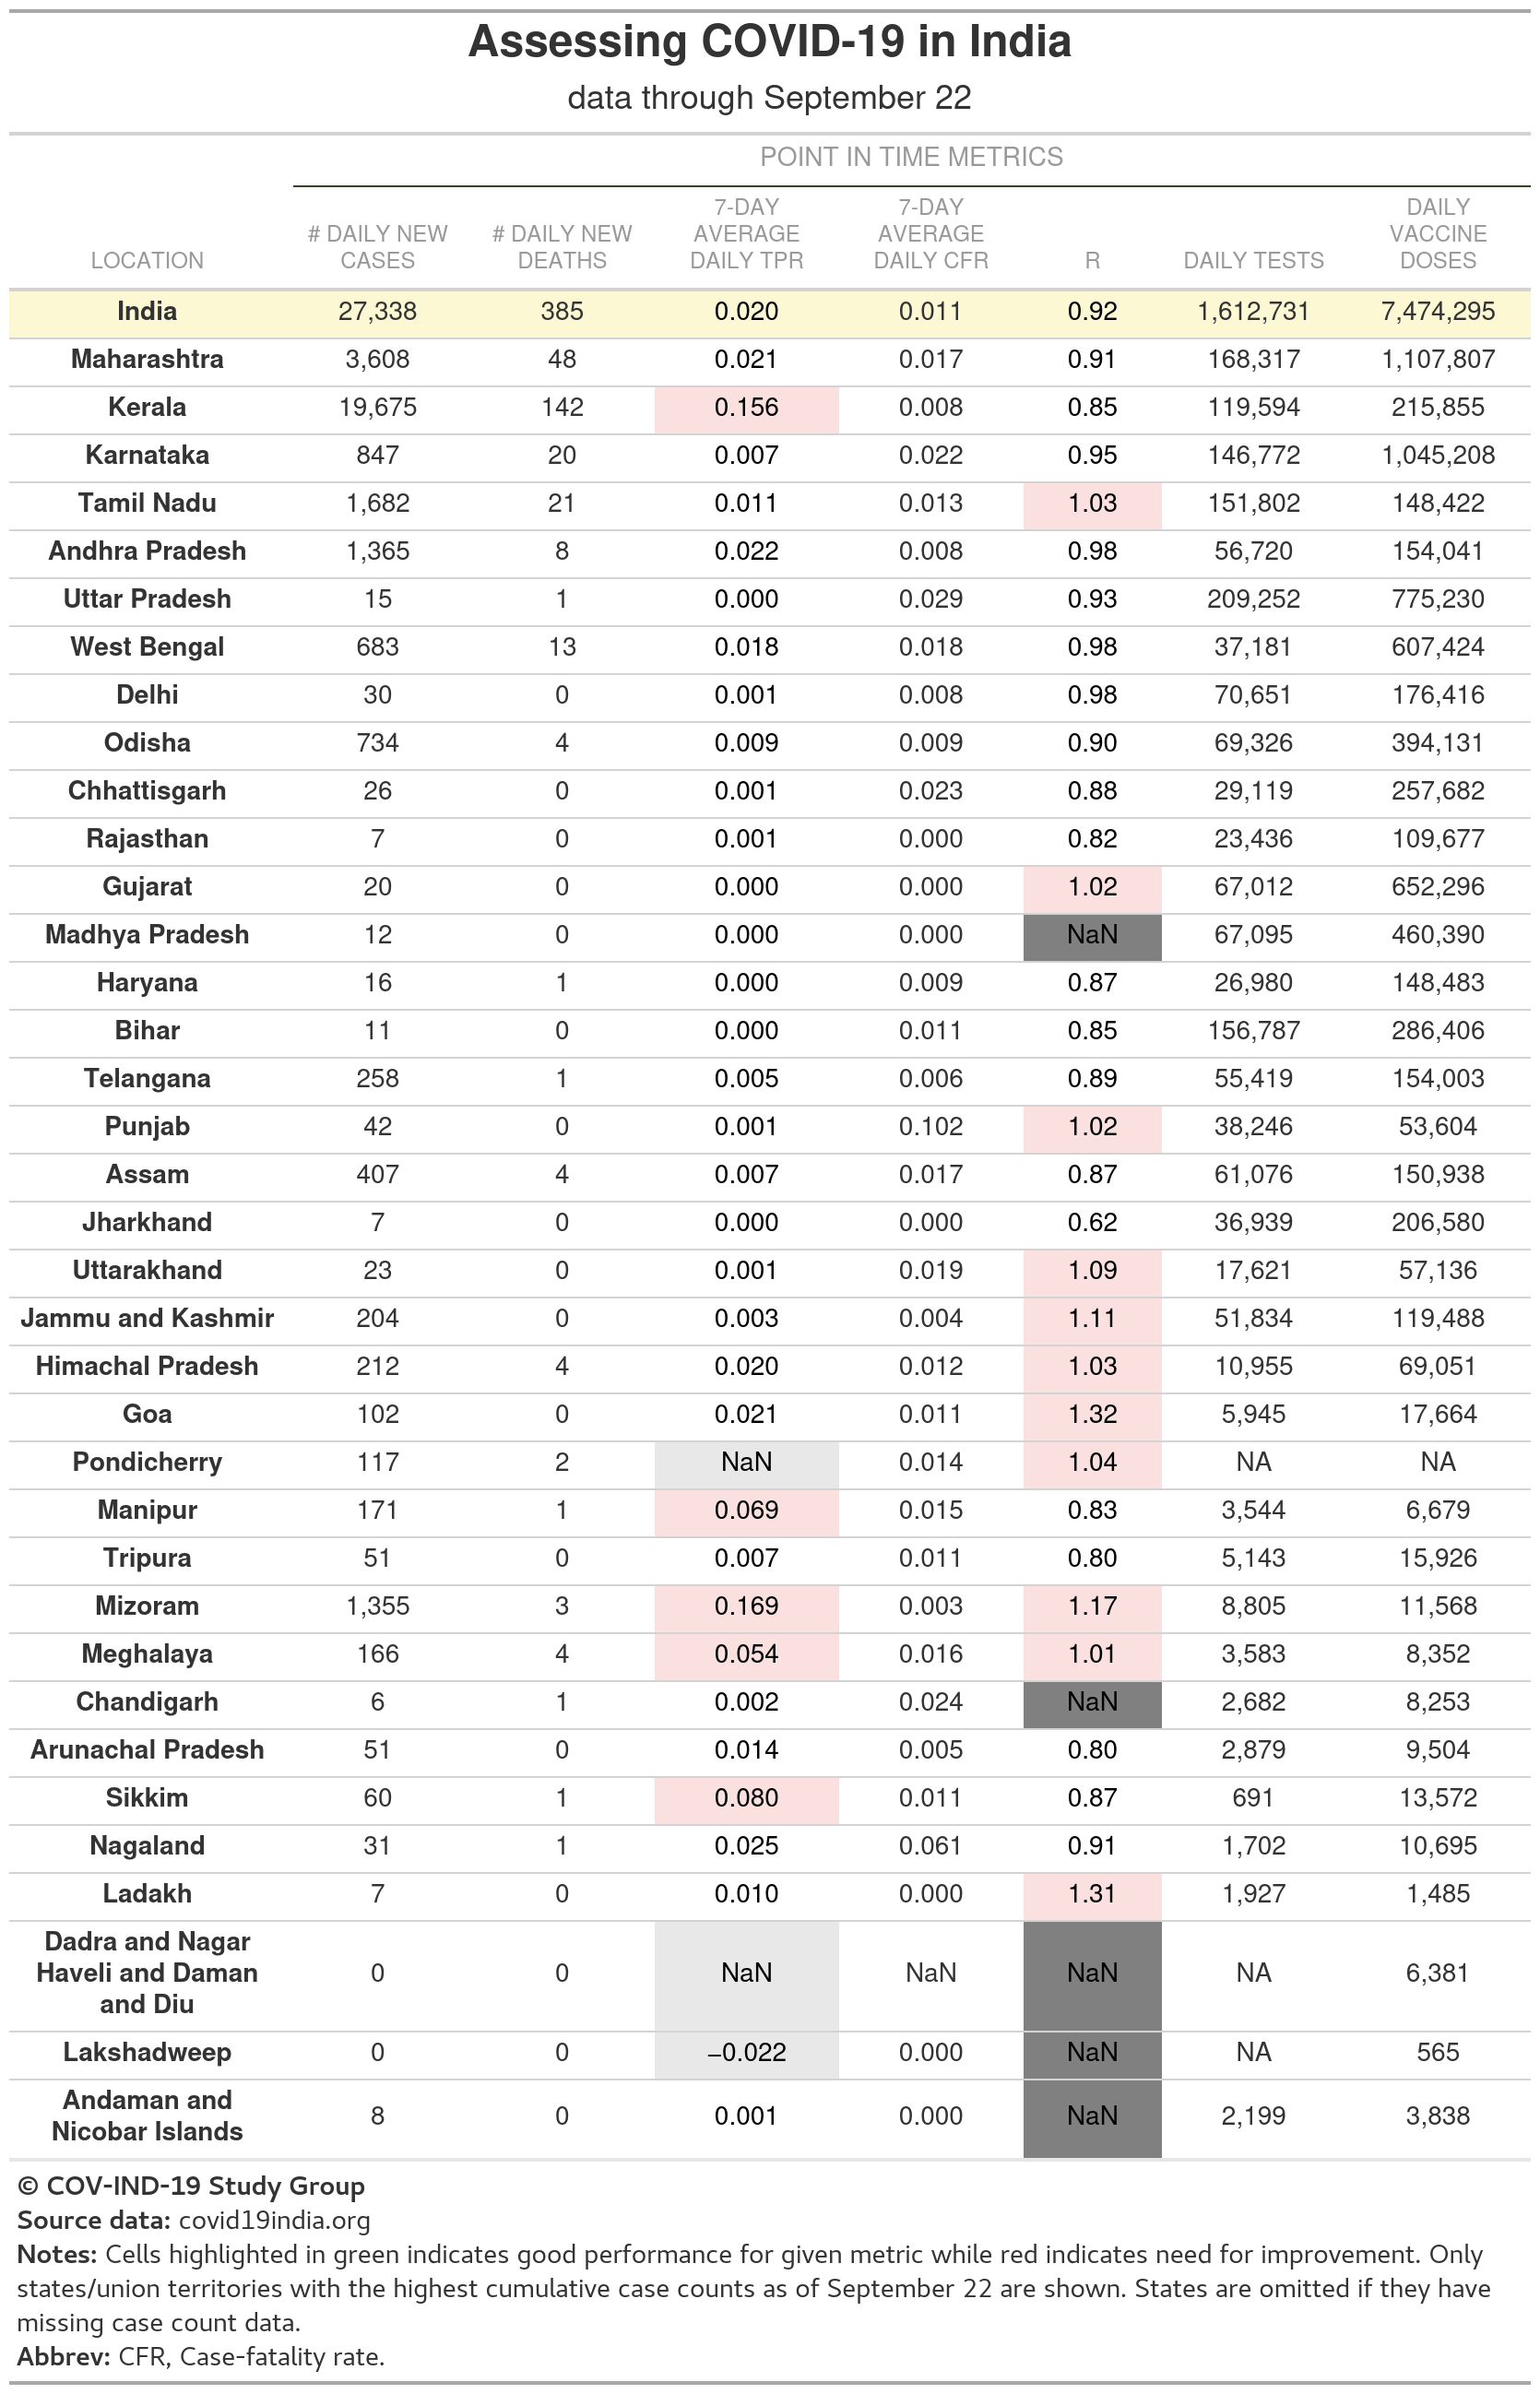 Assessing COVID-19 in India
data through September 22
POINT IN TIME METRICS
LOCATION # DAILY NEW CASES # DAILY NEW DEATHS 7-DAY AVERAGE DAILY TPR 7-DAY AVERAGE DAILY CFR R DAILY TESTS DAILY VACCINE DOSES
India 27,338 385 0.020 0.011 0.92 1,612,731 7,474,295
Maharashtra 3,608 48 0.021 0.017 0.91 168,317 1,107,807
Kerala 19,675 142 0.156 0.008 0.85 119,594 215,855
Karnataka 847 20 0.007 0.022 0.95 146,772 1,045,208
Tamil Nadu 1,682 21 0.011 0.013 1.03 151,802 148,422
Andhra Pradesh 1,365 8 0.022 0.008 0.98 56,720 154,041
Uttar Pradesh 15 1 0.000 0.029 0.93 209,252 775,230
West Bengal 683 13 0.018 0.018 0.98 37,181 607,424
Delhi 30 0 0.001 0.008 0.98 70,651 176,416
Odisha 734 4 0.009 0.009 0.90 69,326 394,131
Chhattisgarh 26 0 0.001 0.023 0.88 29,119 257,682
Rajasthan 7 0 0.001 0.000 0.82 23,436 109,677
Gujarat 20 0 0.000 0.000 1.02 67,012 652,296
Madhya Pradesh 12 0 0.000 0.000 NaN 67,095 460,390
Haryana 16 1 0.000 0.009 0.87 26,980 148,483
Bihar 11 0 0.000 0.011 0.85 156,787 286,406
Telangana 258 1 0.005 0.006 0.89 55,419 154,003
Punjab 42 0 0.001 0.102 1.02 38,246 53,604
Assam 407 4 0.007 0.017 0.87 61,076 150,938
Jharkhand 7 0 0.000 0.000 0.62 36,939 206,580
Uttarakhand 23 0 0.001 0.019 1.09 17,621 57,136
Jammu and Kashmir 204 0 0.003 0.004 1.11 51,834 119,488
Himachal Pradesh 212 4 0.020 0.012 1.03 10,955 69,051
Goa 102 0 0.021 0.011 1.32 5,945 17,664
Pondicherry 117 2 NaN 0.014 1.04 NA NA
Manipur 171 1 0.069 0.015 0.83 3,544 6,679
Tripura 51 0 0.007 0.011 0.80 5,143 15,926
Mizoram 1,355 3 0.169 0.003 1.17 8,805 11,568
Meghalaya 166 4 0.054 0.016 1.01 3,583 8,352
Chandigarh 6 1 0.002 0.024 NaN 2,682 8,253
Arunachal Pradesh 51 0 0.014 0.005 0.80 2,879 9,504
Sikkim 60 1 0.080 0.011 0.87 691 13,572
Nagaland 31 1 0.025 0.061 0.91 1,702 10,695
Ladakh 7 0 0.010 0.000 1.31 1,927 1,485
Dadra and Nagar Haveli and Daman and Diu 0 0 NaN NaN NaN NA 6,381
Lakshadweep 0 0 −0.022 0.000 NaN NA 565
Andaman and Nicobar Islands 8 0 0.001 0.000 NaN 2,199 3,838
© COV-IND-19 Study Group
Source data: covid19india.org
Notes: Cells highlighted in green indicates good performance for given metric while red indicates need for improvement. Only
states/union territories with the highest cumulative case counts as of September 22 are shown. States are omitted if they have
missing case count data.
Abbrev: CFR, Case-fatality rate.